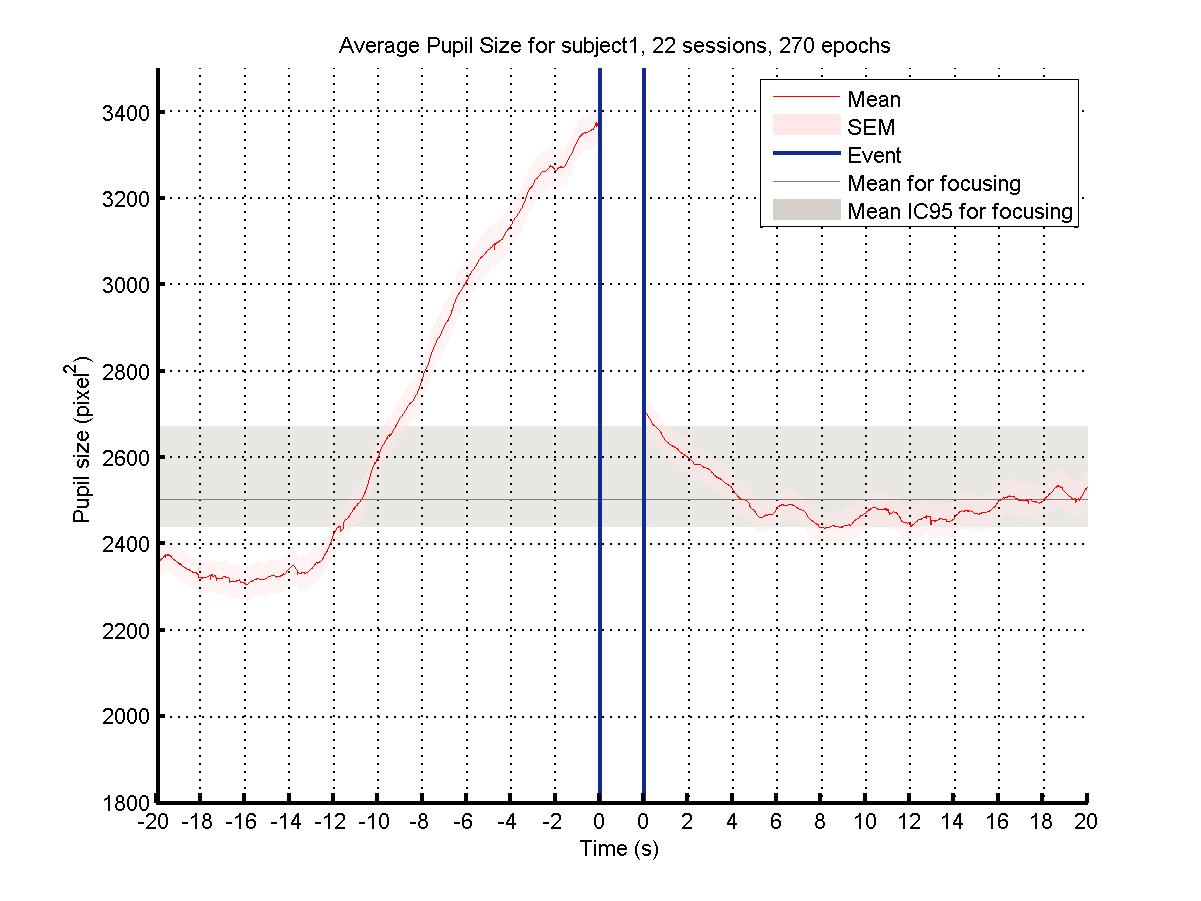 Average Pupil Size for subject1, 22 sessions, 270 epochs
Mean
SEM
Event
Mean for focusing
Mean IC95 for focusing
3400
3200
3000
2800
2600
2400
2200
2000
1800
Pupil size (pixel²)
-20 -18 -16 -14 -12 -10 -8 -6 -4 -2 0 0 2 4 6 8 10 12 14 16 18 20
Time (s)